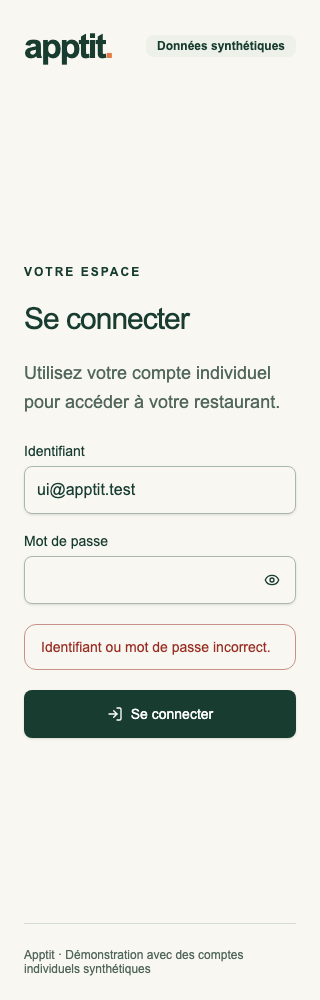 apptit.
Données synthétiques
VOTRE ESPACE
Se connecter
Utilisez votre compte individuel
pour accéder à votre restaurant.
Identifiant
ui@apptit.test
Mot de passe
Identifiant ou mot de passe incorrect.
Se connecter
Apptit · Démonstration avec des comptes
individuels synthétiques